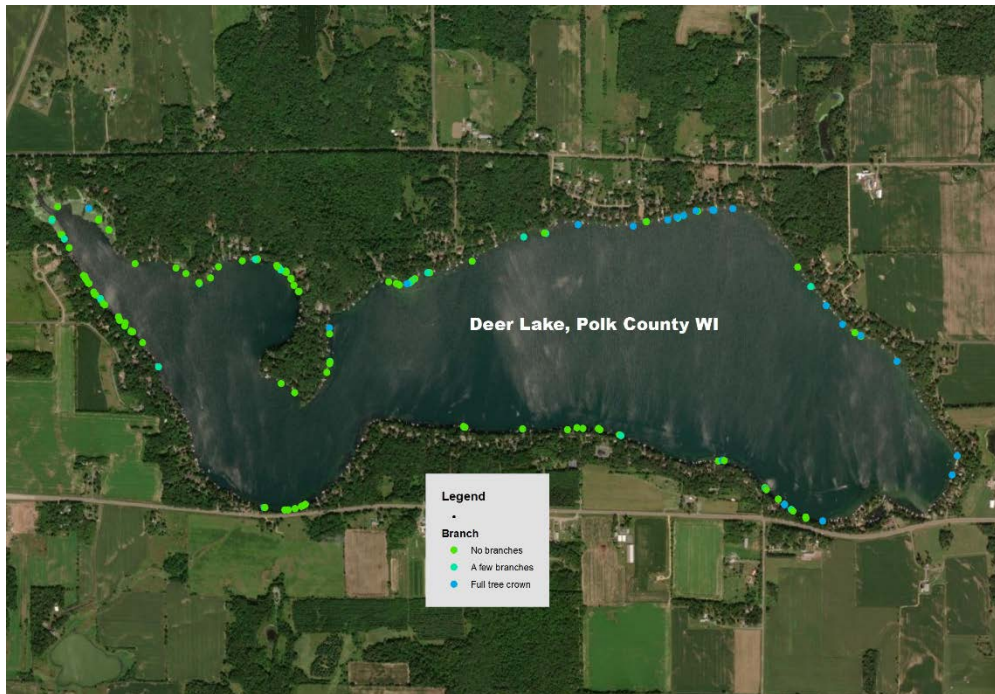 Deer Lake, Polk County WI
Legend
Branch
No branches
A few branches
Full tree crown